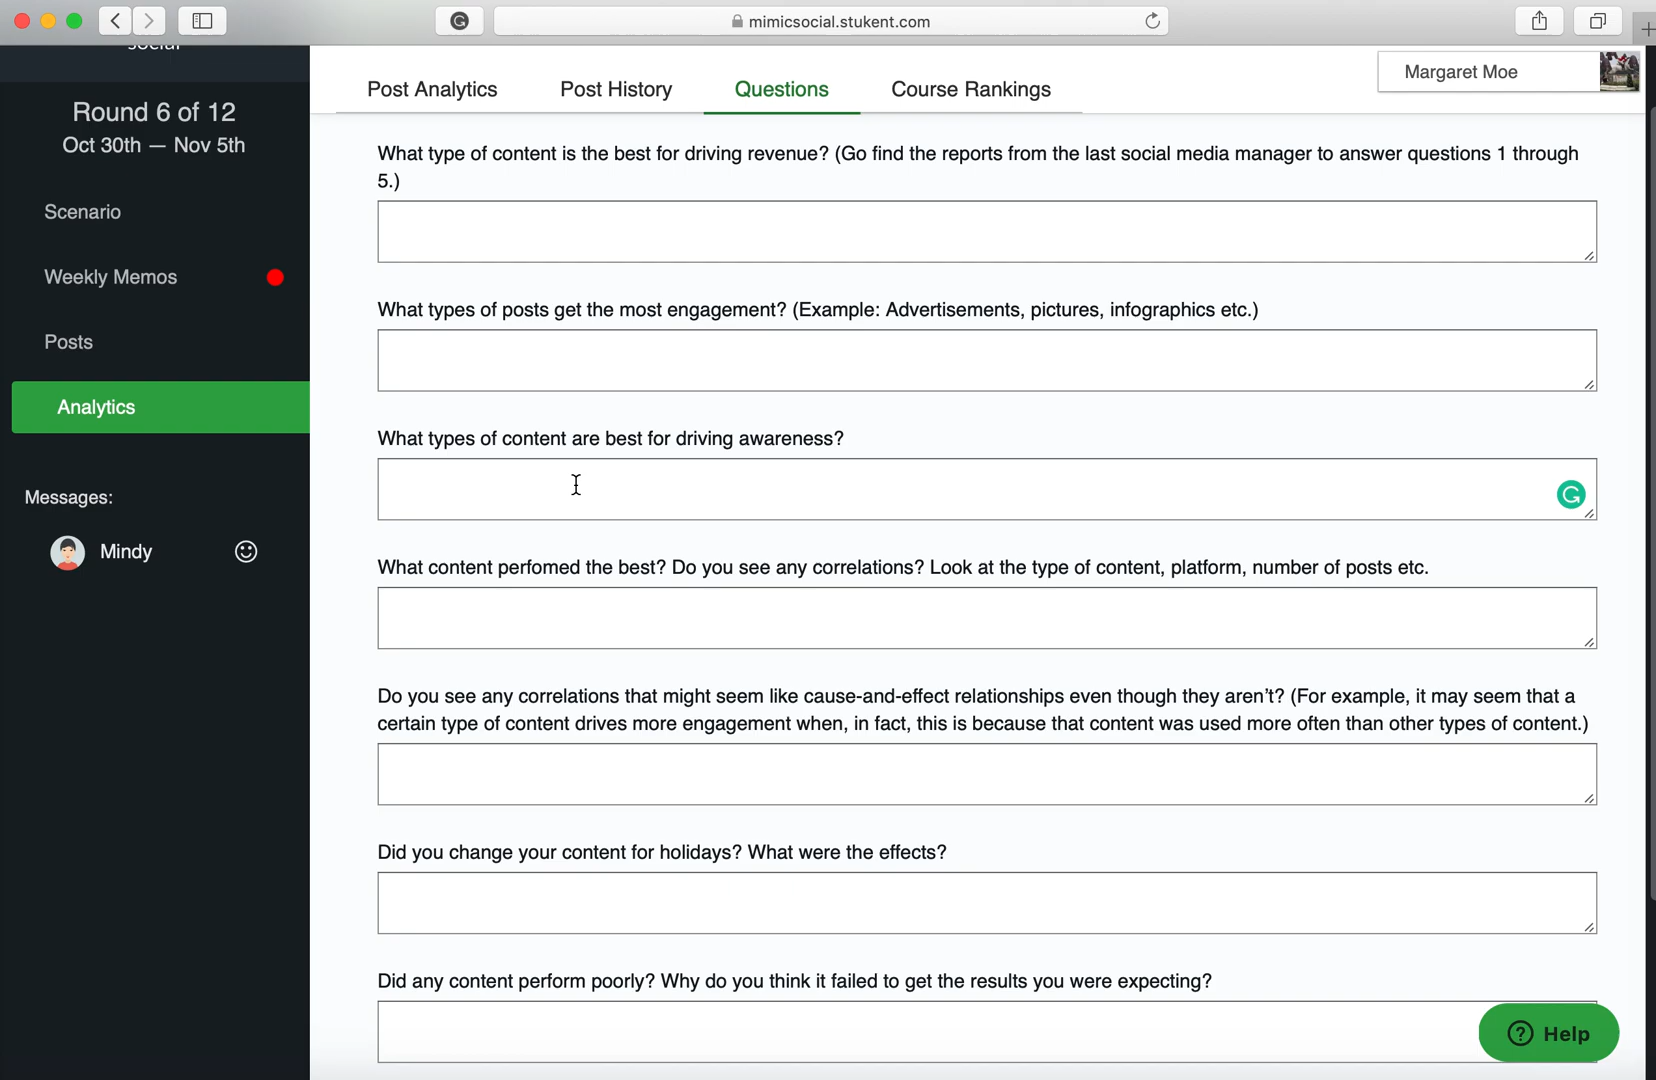 mimicsocial.stukent.com
social
Round 6 of 12
Oct 30th — Nov 5th
Scenario
Weekly Memos
Posts
Analytics
Messages:
Mindy
Post Analytics
Post History
Questions
Course Rankings
Margaret Moe
What type of content is the best for driving revenue? (Go find the reports from the last social media manager to answer questions 1 through
5.)
What types of posts get the most engagement? (Example: Advertisements, pictures, infographics etc.)
What types of content are best for driving awareness?
What content perfomed the best? Do you see any correlations? Look at the type of content, platform, number of posts etc.
Do you see any correlations that might seem like cause-and-effect relationships even though they aren’t? (For example, it may seem that a
certain type of content drives more engagement when, in fact, this is because that content was used more often than other types of content.)
Did you change your content for holidays? What were the effects?
Did any content perform poorly? Why do you think it failed to get the results you were expecting?
Help